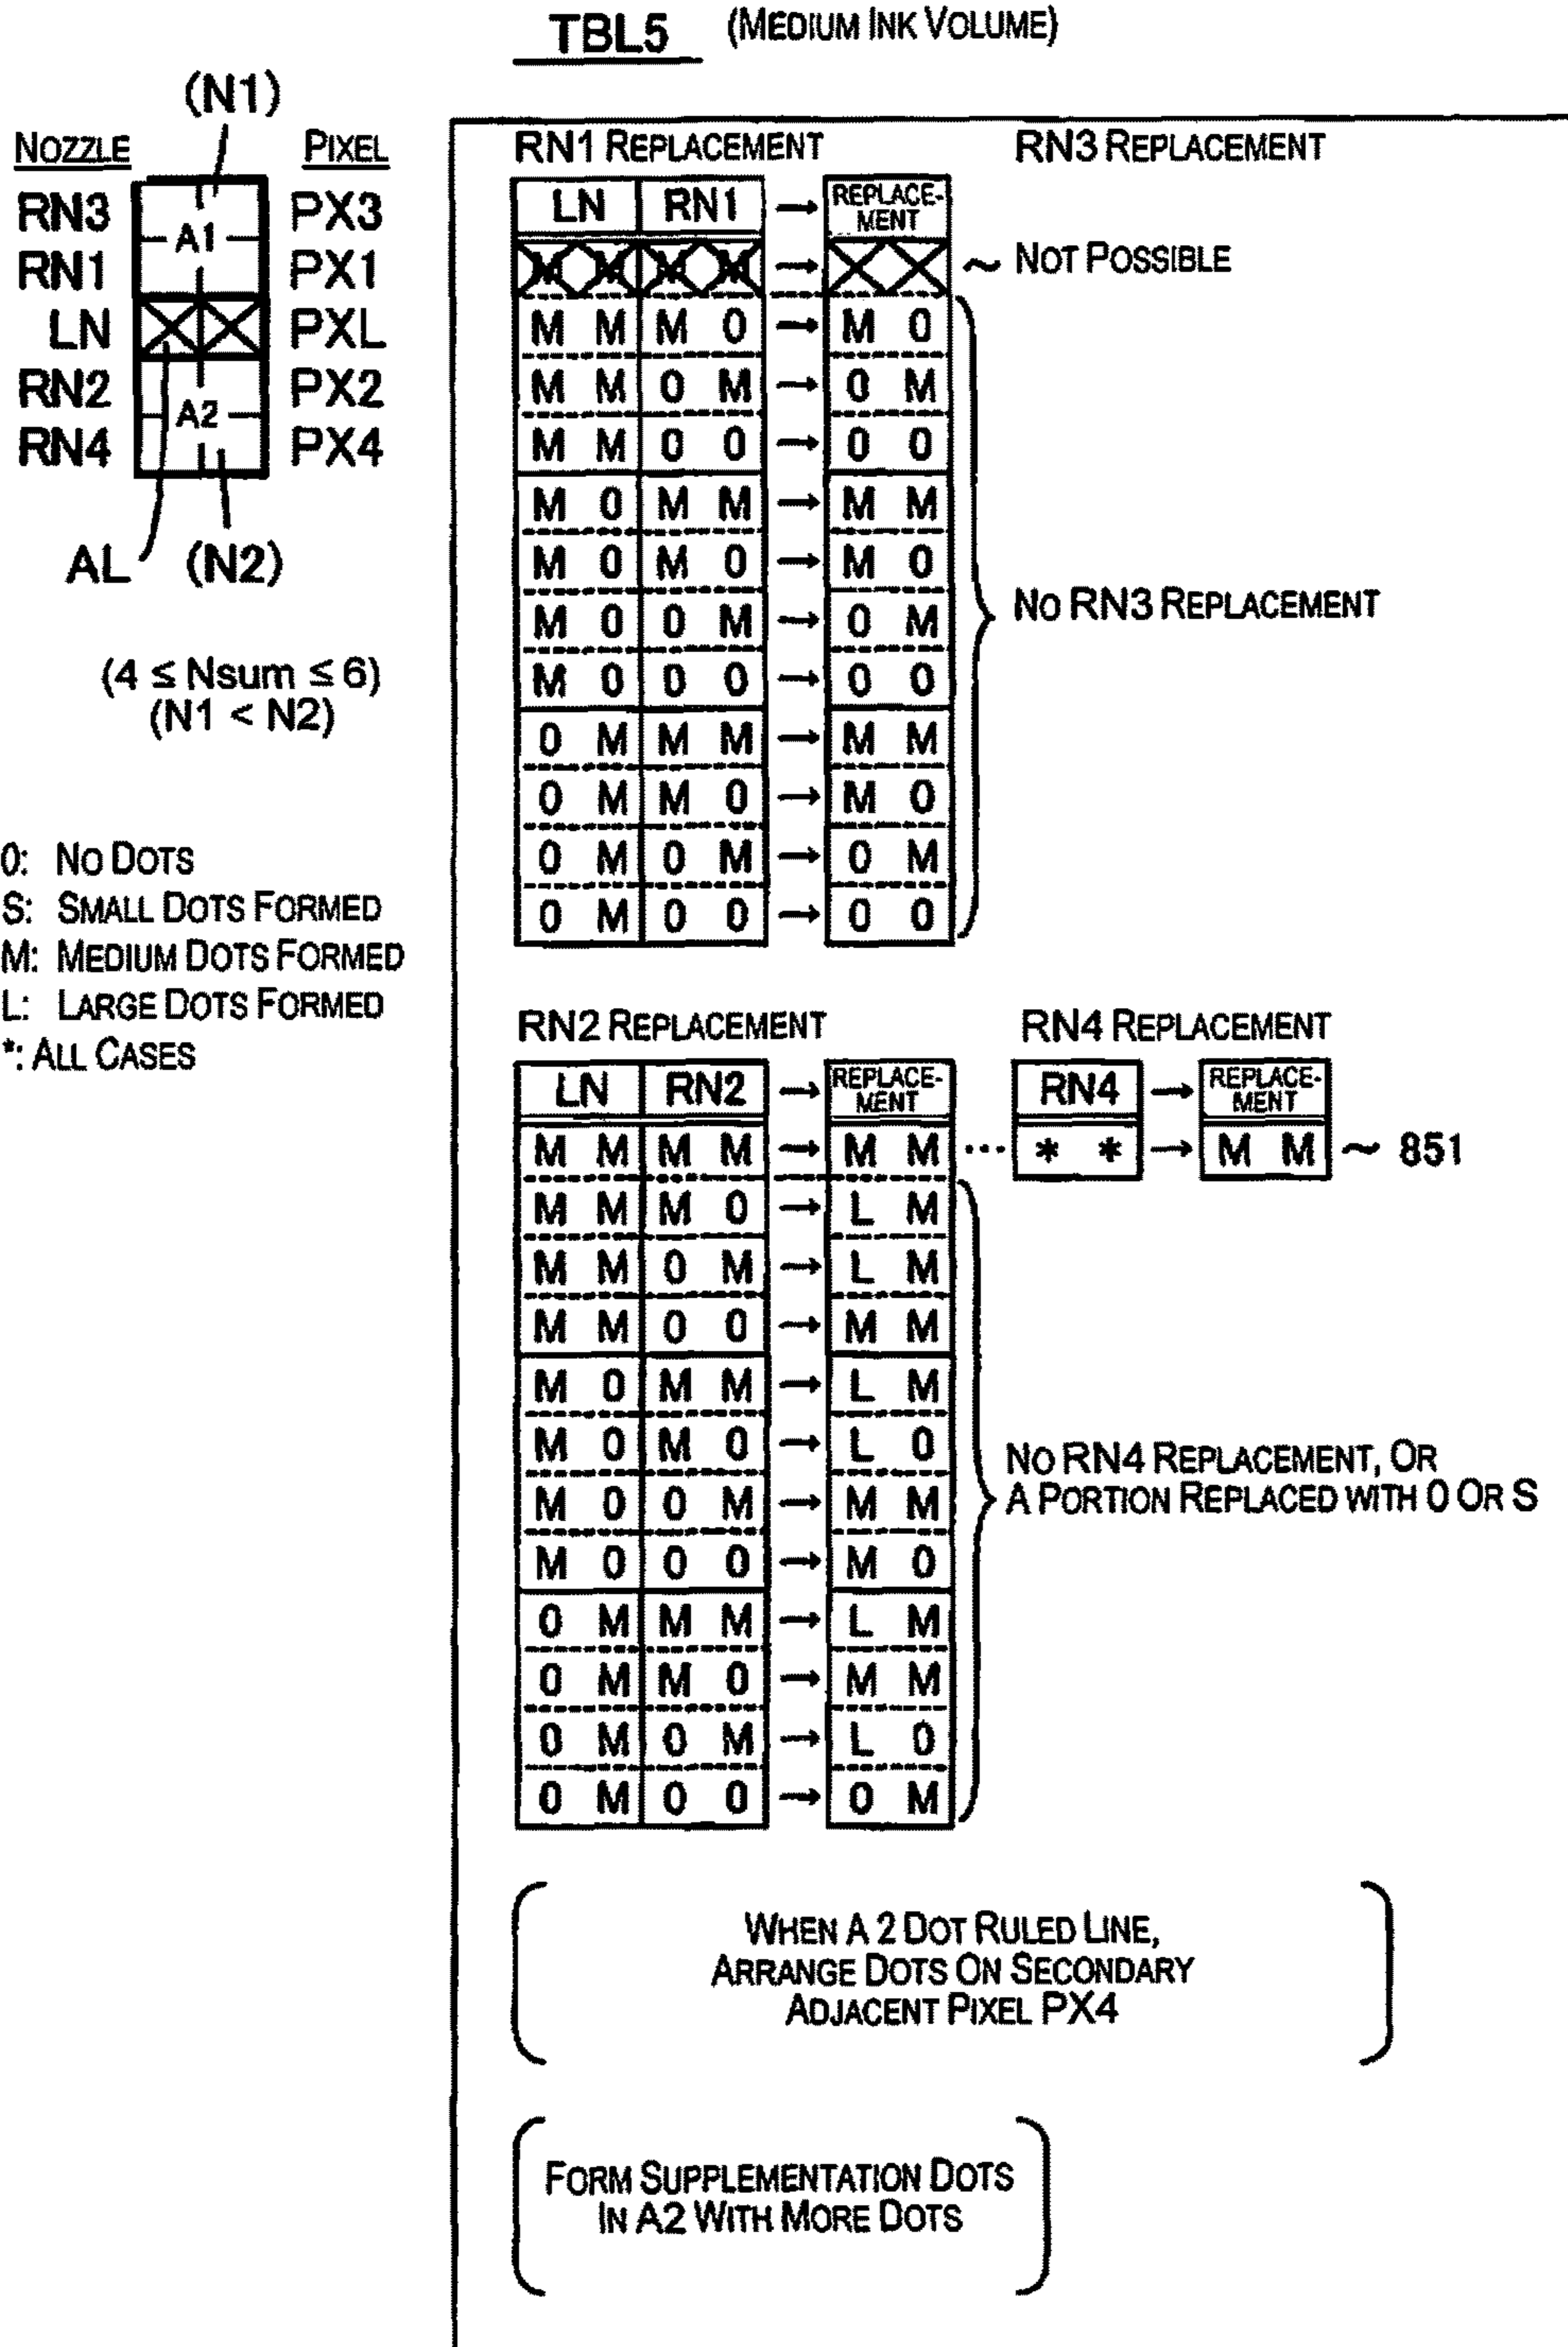 TBL5 (MEDIUM INK VOLUME)
(N1)
NOZZLE PIXEL
RN3 PX3
A1
RN1 PX1
LN PXL
RN2 PX2
A2
RN4 PX4
AL (N2)
(4 ≤ Nsum ≤ 6)
(N1 < N2)
0: NO DOTS
S: SMALL DOTS FORMED
M: MEDIUM DOTS FORMED
L: LARGE DOTS FORMED
*: ALL CASES
RN1 REPLACEMENT RN3 REPLACEMENT
LN RN1 → REPLACE-
MENT
M M M M → ~ NOT POSSIBLE
M M M 0 → M 0
M M 0 M → 0 M
M M 0 0 → 0 0
M 0 M M → M M
M 0 M 0 → M 0
M 0 0 M → 0 M
M 0 0 0 → 0 0
0 M M M → M M
0 M M 0 → M 0
0 M 0 M → 0 M
0 M 0 0 → 0 0
NO RN3 REPLACEMENT
RN2 REPLACEMENT RN4 REPLACEMENT
LN RN2 → REPLACE-
MENT
RN4 → REPLACE-
MENT
M M M M → M M ... * * → M M ~ 851
M M M 0 → L M
M M 0 M → L M
M M 0 0 → M M
M 0 M M → L M
M 0 M 0 → L 0
M 0 0 M → M M
M 0 0 0 → M 0
0 M M M → L M
0 M M 0 → M M
0 M 0 M → L 0
0 M 0 0 → 0 M
NO RN4 REPLACEMENT, OR
A PORTION REPLACED WITH 0 OR S
WHEN A 2 DOT RULED LINE,
ARRANGE DOTS ON SECONDARY
ADJACENT PIXEL PX4
FORM SUPPLEMENTATION DOTS
IN A2 WITH MORE DOTS